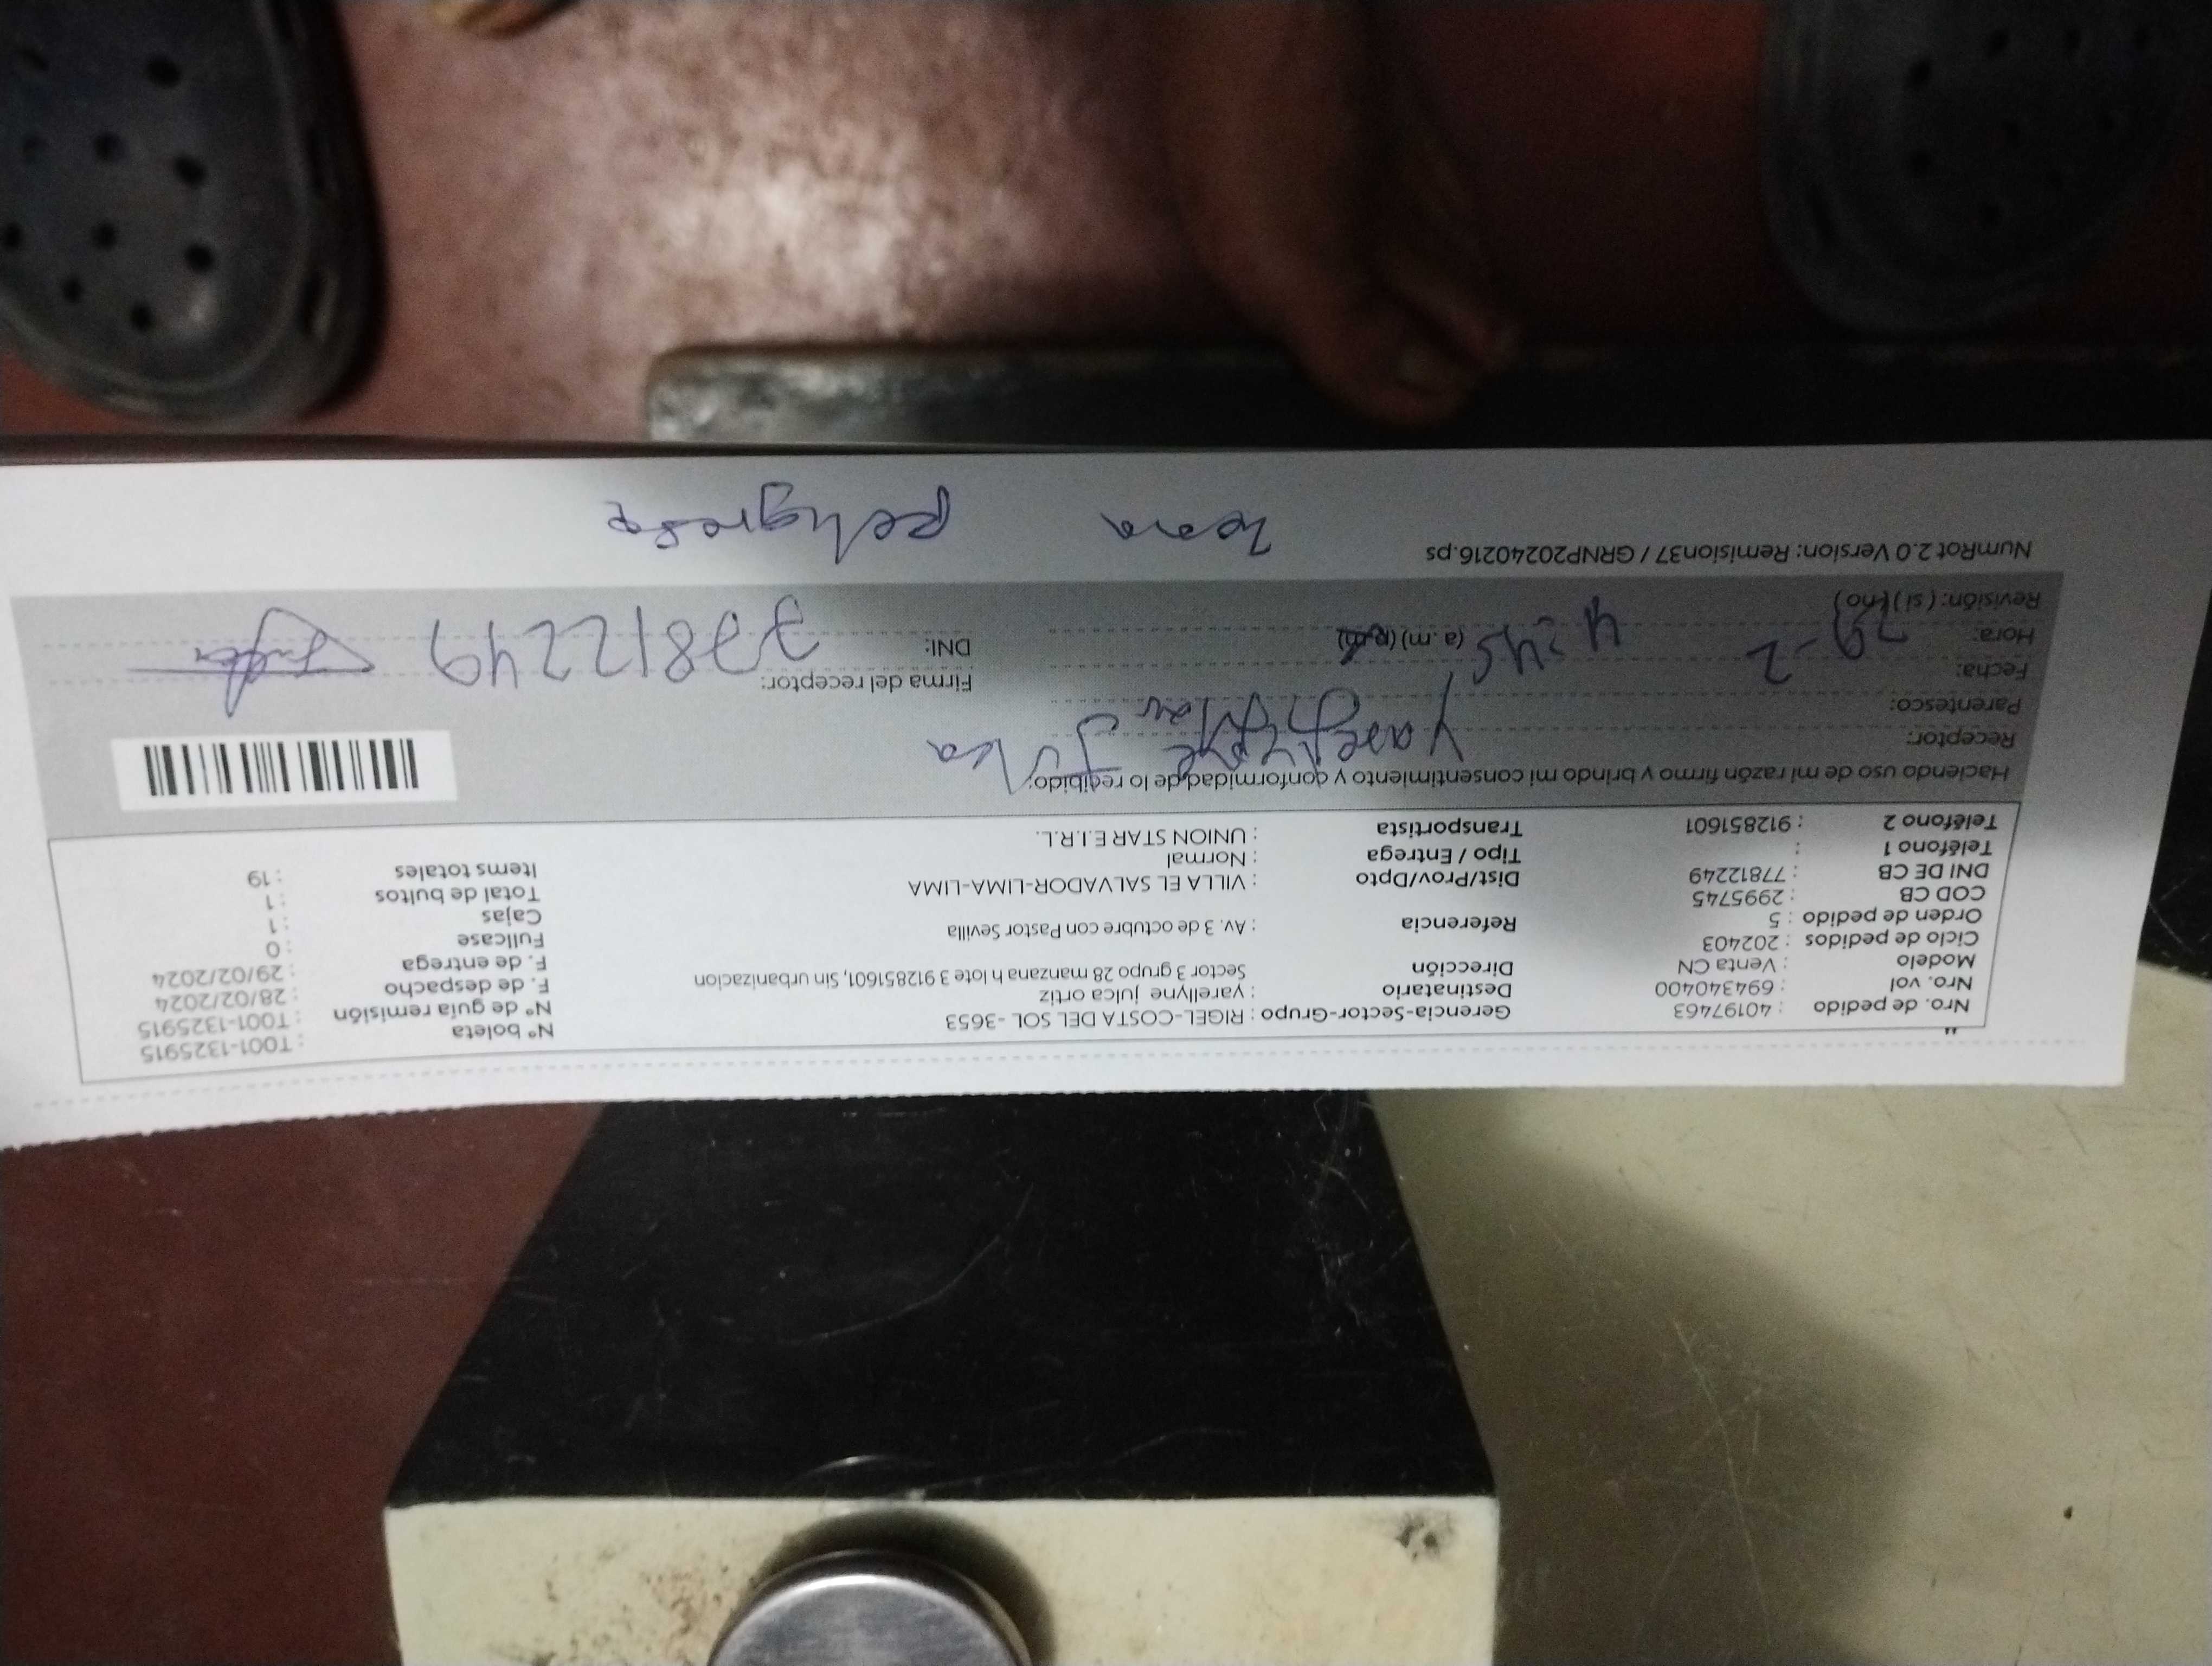 "
Nro. de pedido : 40197463
Nro. vol : 694340400
Modelo : Venta CN
Ciclo de pedidos : 202403
Orden de pedido : 5
COD CB : 2995745
DNI DE CB : 77812249
Teléfono 1 :
Teléfono 2 : 912851601
Gerencia-Sector-Grupo : RIGEL-COSTA DEL SOL -3653
Destinatario : yarellyne julca ortiz
Dirección Sector 3 grupo 28 manzana h lote 3 912851601, Sin urbanizacion
Referencia : Av. 3 de octubre con Pastor Sevilla
Dist/Prov/Dpto : VILLA EL SALVADOR-LIMA-LIMA
Tipo / Entrega : Normal
Transportista : UNION STAR E.I.R.L.
N° boleta : T001-1325915
N° de guía remisión : T001-1325915
F. de despacho : 28/02/2024
F. de entrega : 29/02/2024
Fullcase : 0
Cajas : 1
Total de bultos : 1
Items totales : 19
Haciendo uso de mi razón firmo y brindo mi consentimiento y conformidad de lo recibido:
Receptor: Julca
Parentesco:
Fecha: 29-2
Hora: 4:45 (a.m) (p.m)
Revisión: (si) (no)
Firma del receptor:
DNI: 77812249
NumRot 2.0 Version: Remision37 / GRNP20240216.ps
zona peligrosa